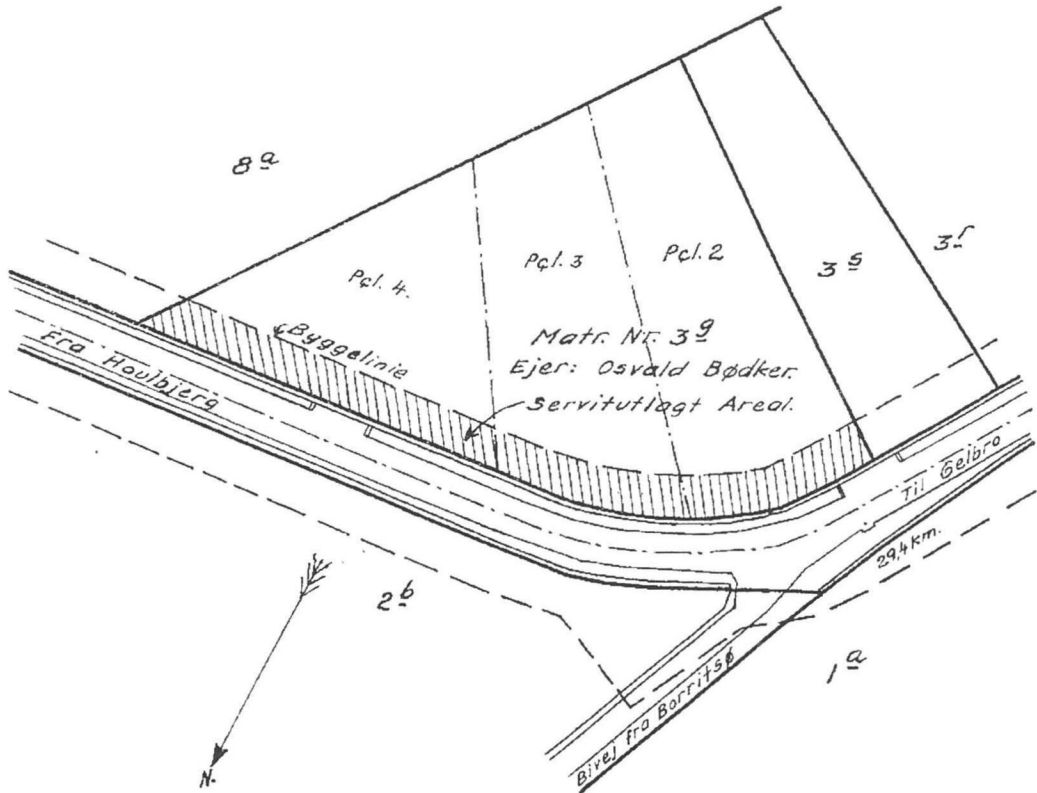 8a
Pcl. 4.
Pcl. 3
Pcl. 2
3s
3r
Byggelinie
Matr. Nr. 3g
Ejer: Osvald Bødker.
Servitutlagt Areal.
Fra Houlbjerg
Til Gelbro
29,4 km.
2b
1a
Bivej fra Borritsø
N.